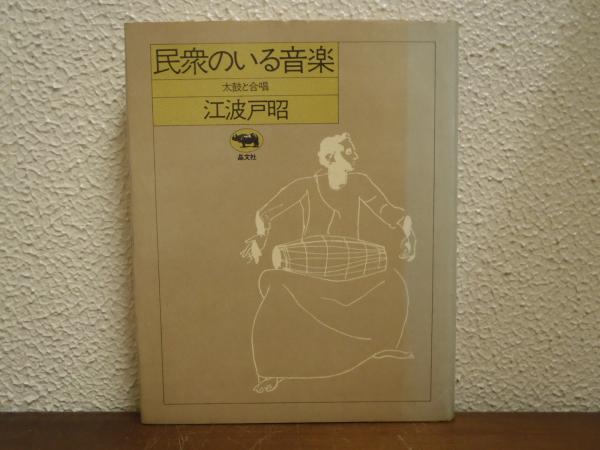 民衆のいる音楽
太鼓と合唱
江波戸昭
晶文社